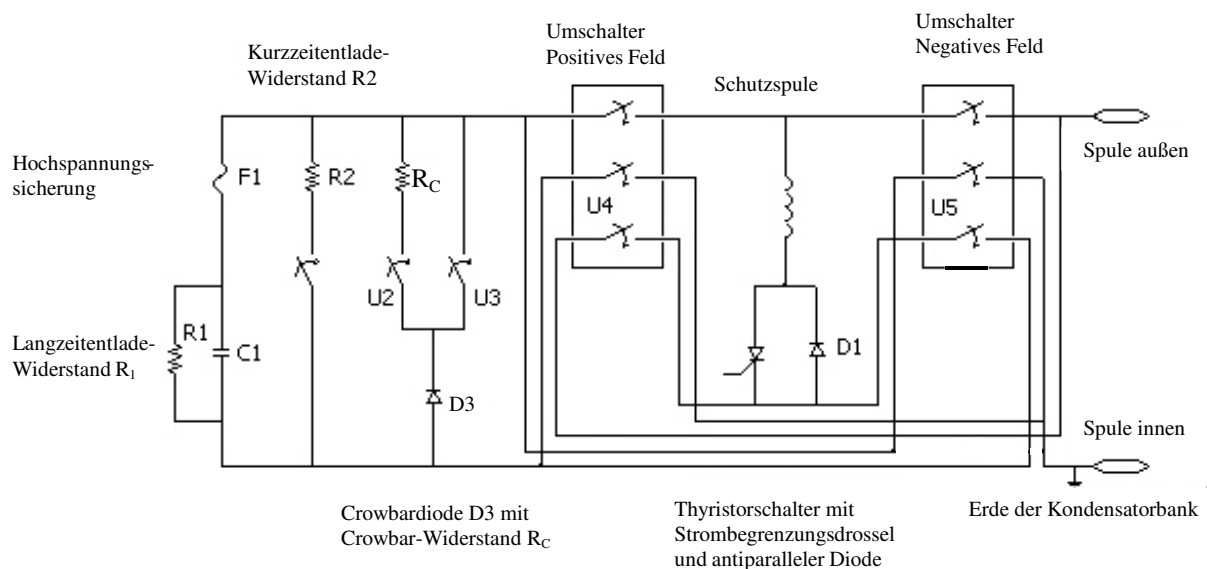 Umschalter
Positives Feld
Umschalter
Negatives Feld
Kurzzeitentlade-
Widerstand R2
Schutzspule
Hochspannungs-
sicherung
F1
R2
R_C
U4
U5
Spule außen
U2
U3
Langzeitentlade-
Widerstand R₁
R1
C1
D1
D3
Spule innen
Crowbardiode D3 mit
Crowbar-Widerstand R_C
Thyristorschalter mit
Strombegrenzungsdrossel
und antiparalleler Diode
Erde der Kondensatorbank